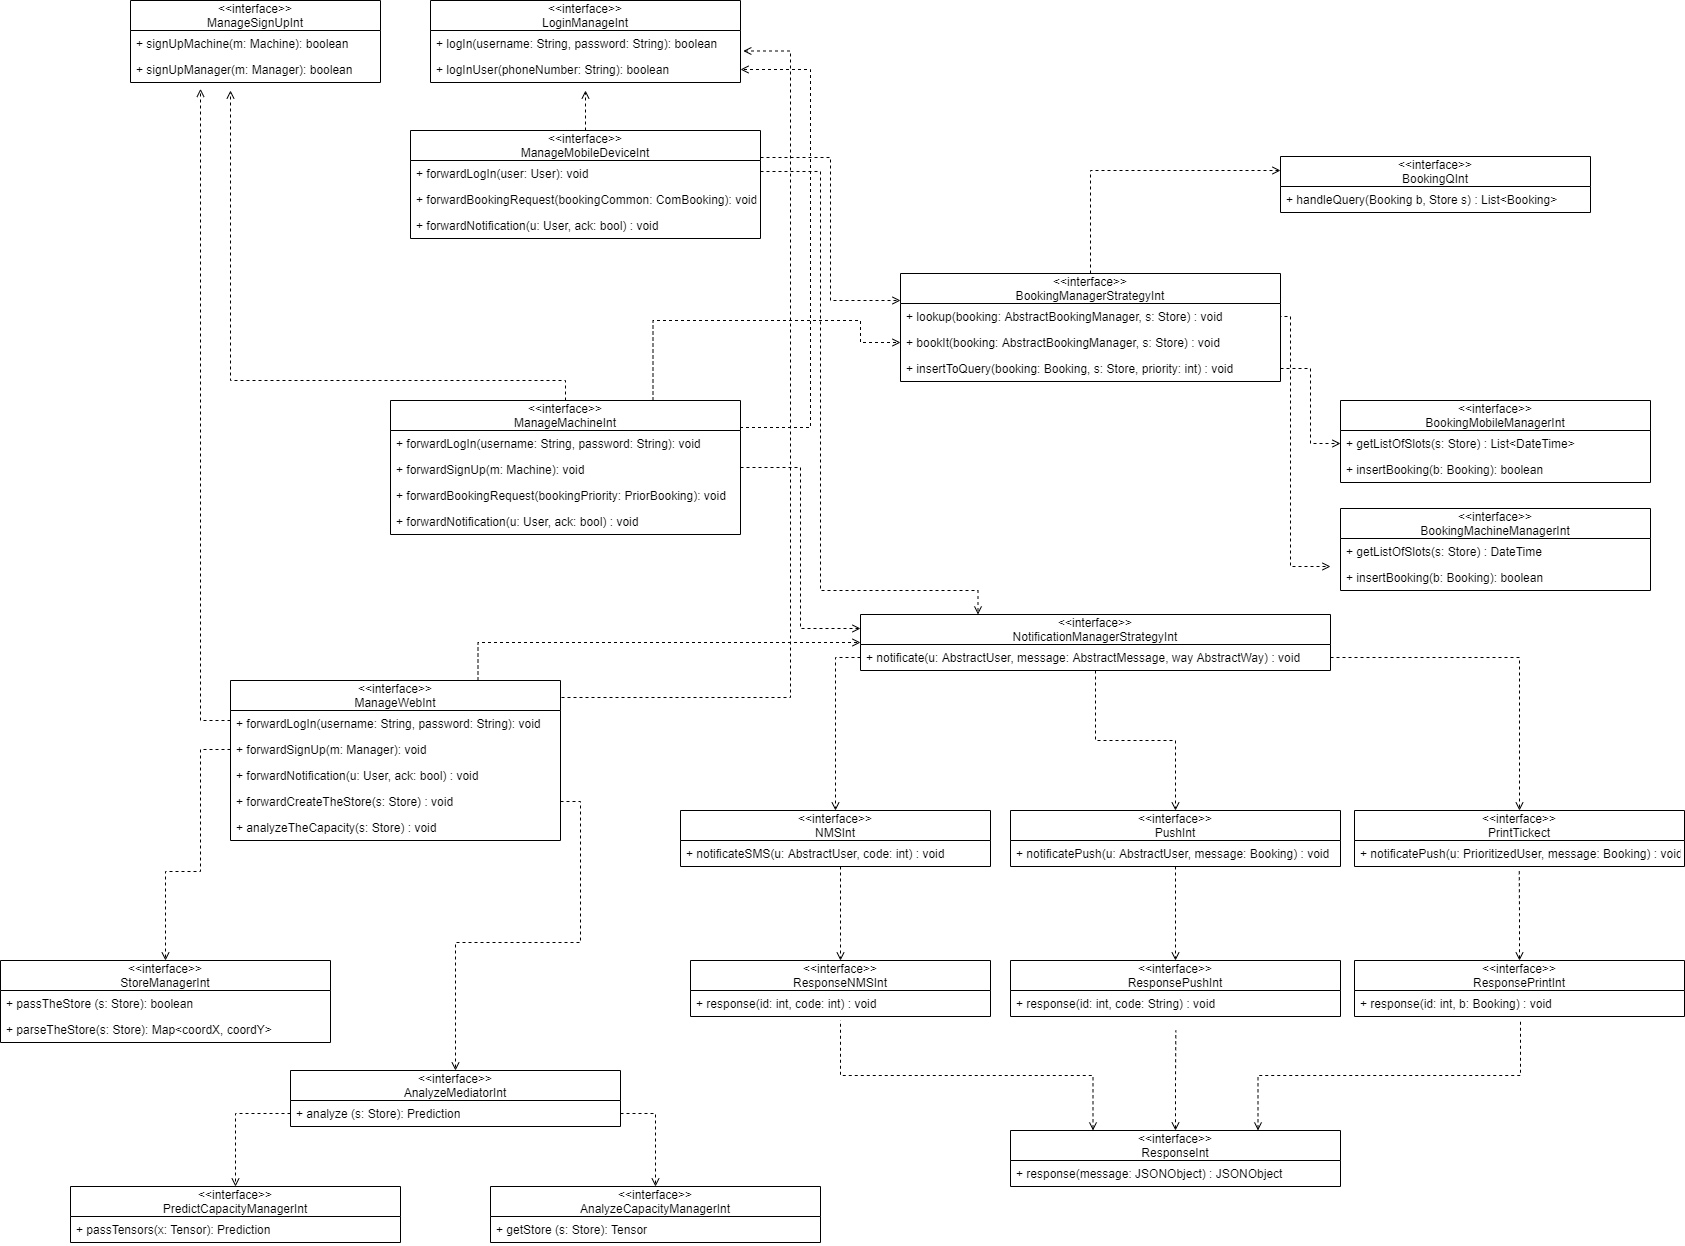 <<interface>>
ManageSignUpInt
+ signUpMachine(m: Machine): boolean
+ signUpManager(m: Manager): boolean
<<interface>>
LoginManageInt
+ logIn(username: String, password: String): boolean
+ logInUser(phoneNumber: String): boolean
<<interface>>
ManageMobileDeviceInt
+ forwardLogIn(user: User): void
+ forwardBookingRequest(bookingCommon: ComBooking): void
+ forwardNotification(u: User, ack: bool) : void
<<interface>>
BookingQInt
+ handleQuery(Booking b, Store s) : List<Booking>
<<interface>>
BookingManagerStrategyInt
+ lookup(booking: AbstractBookingManager, s: Store) : void
+ bookIt(booking: AbstractBookingManager, s: Store) : void
+ insertToQuery(booking: Booking, s: Store, priority: int) : void
<<interface>>
ManageMachineInt
+ forwardLogIn(username: String, password: String): void
+ forwardSignUp(m: Machine): void
+ forwardBookingRequest(bookingPriority: PriorBooking): void
+ forwardNotification(u: User, ack: bool) : void
<<interface>>
BookingMobileManagerInt
+ getListOfSlots(s: Store) : List<DateTime>
+ insertBooking(b: Booking): boolean
<<interface>>
BookingMachineManagerInt
+ getListOfSlots(s: Store) : DateTime
+ insertBooking(b: Booking): boolean
<<interface>>
NotificationManagerStrategyInt
+ notificate(u: AbstractUser, message: AbstractMessage, way AbstractWay) : void
<<interface>>
ManageWebInt
+ forwardLogIn(username: String, password: String): void
+ forwardSignUp(m: Manager): void
+ forwardNotification(u: User, ack: bool) : void
+ forwardCreateTheStore(s: Store) : void
+ analyzeTheCapacity(s: Store) : void
<<interface>>
NMSInt
+ notificateSMS(u: AbstractUser, code: int) : void
<<interface>>
PushInt
+ notificatePush(u: AbstractUser, message: Booking) : void
<<interface>>
PrintTickect
+ notificatePush(u: PrioritizedUser, message: Booking) : void
<<interface>>
StoreManagerInt
+ passTheStore (s: Store): boolean
+ parseTheStore(s: Store): Map<coordX, coordY>
<<interface>>
ResponseNMSInt
+ response(id: int, code: int) : void
<<interface>>
ResponsePushInt
+ response(id: int, code: String) : void
<<interface>>
ResponsePrintInt
+ response(id: int, b: Booking) : void
<<interface>>
AnalyzeMediatorInt
+ analyze (s: Store): Prediction
<<interface>>
ResponseInt
+ response(message: JSONObject) : JSONObject
<<interface>>
PredictCapacityManagerInt
+ passTensors(x: Tensor): Prediction
<<interface>>
AnalyzeCapacityManagerInt
+ getStore (s: Store): Tensor